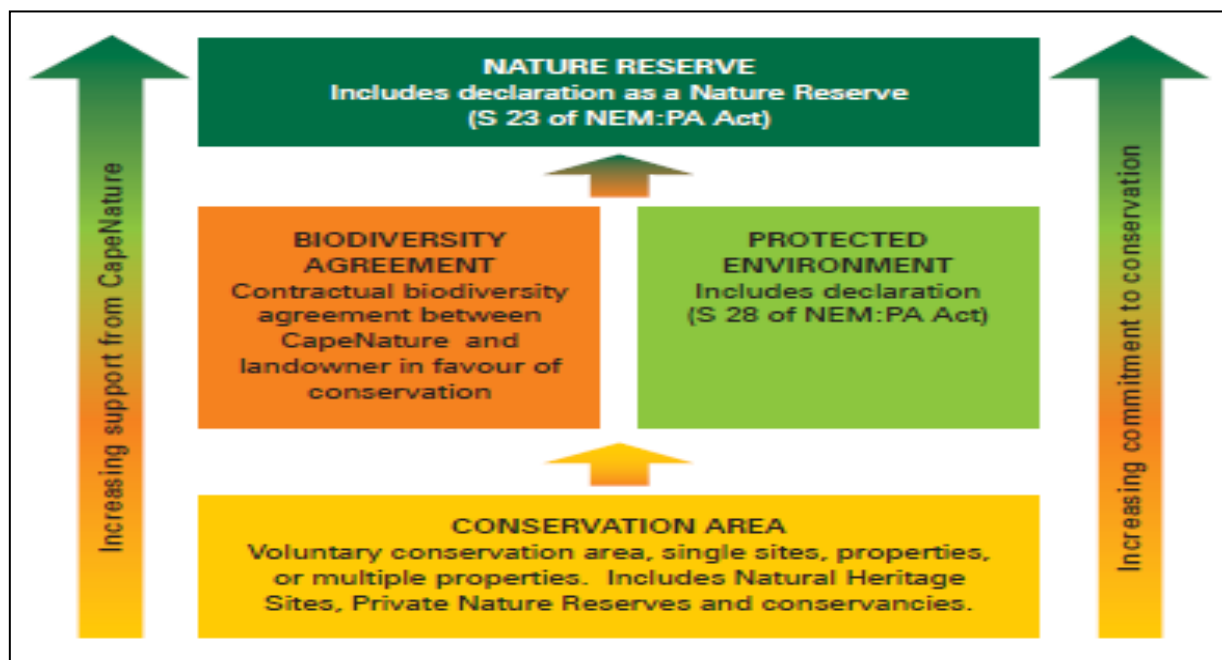 Increasing support from CapeNature
NATURE RESERVE
Includes declaration as a Nature Reserve
(S 23 of NEM:PA Act)
BIODIVERSITY
AGREEMENT
Contractual biodiversity
agreement between
CapeNature and
landowner in favour of
conservation
PROTECTED
ENVIRONMENT
Includes declaration
(S 28 of NEM:PA Act)
CONSERVATION AREA
Voluntary conservation area, single sites, properties,
or multiple properties. Includes Natural Heritage
Sites, Private Nature Reserves and conservancies.
Increasing commitment to conservation